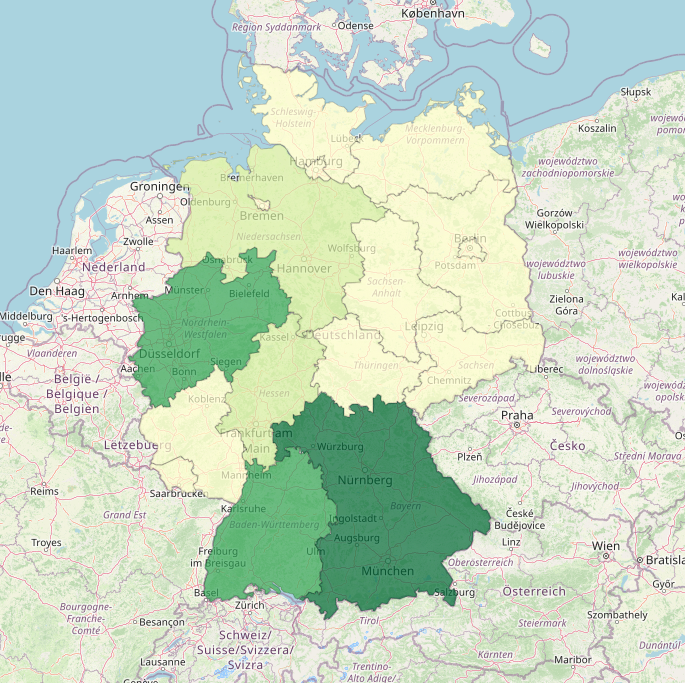 København
Odense
Region Syddanmark
Słupsk
Koszalin
Schleswig-
Holstein
Lübeck
Mecklenburg-
Vorpommern
Hamburg
województwo
zachodniopomorskie
Groningen
Bremerhaven
Oldenburg
Bremen
Assen
Gorzów
Wielkopolski
Zwolle
Niedersachsen
Wolfsburg
Berlin
Haarlem
Nederland
Osnabrück
Hannover
Potsdam
województwo
lubuskie
województwo
wielkopolskie
Den Haag
Arnhem
Münster
Bielefeld
Sachsen-
Anhalt
Zielona
Góra
Middelburg
's-Hertogenbosch
Nordrhein-
Westfalen
Cottbus
Chóśebuz
Vlaanderen
Düsseldorf
Kassel
Deutschland
Leipzig
Aachen
Bonn
Siegen
Thüringen
Sachsen
Chemnitz
Liberec
województwo
dolnośląskie
België /
Belgique /
Belgien
Koblenz
Hessen
Severozápad
Severovýchod
Praha
Lëtzebuerg
Frankfurt am
Main
Würzburg
Plzeň
Česko
Střední Morava
Reims
Saarbrücken
Mannheim
Nürnberg
Jihozápad
Jihovýchod
Grand Est
Karlsruhe
Baden-Württemberg
Bayern
Ingolstadt
České
Budějovice
Troyes
Augsburg
Linz
Wien
Freiburg
im Breisgau
Ulm
München
Oberösterreich
Bratislava
Basel
Salzburg
Österreich
Győr
Bourgogne-
Franche-
Comté
Besançon
Zürich
Tirol
Steiermark
Szombathely
Schweiz/
Suisse/Svizzera/
Svizra
Lausanne
Kärnten
Maribor
Dunántúl
Trentino-
Alto Adige/
Genève